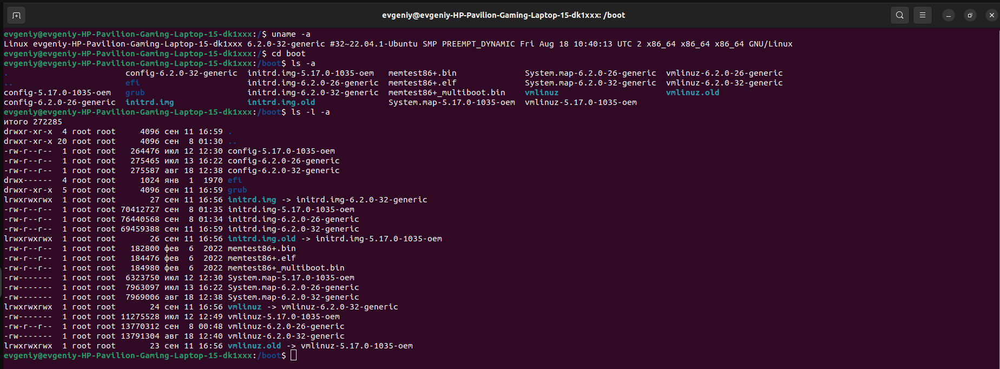 evgeniy@evgeniy-HP-Pavilion-Gaming-Laptop-15-dk1xxx: /boot
evgeniy@evgeniy-HP-Pavilion-Gaming-Laptop-15-dk1xxx:/$ uname -a
Linux evgeniy-HP-Pavilion-Gaming-Laptop-15-dk1xxx 6.2.0-32-generic #32~22.04.1-Ubuntu SMP PREEMPT_DYNAMIC Fri Aug 18 10:40:13 UTC 2 x86_64 x86_64 x86_64 GNU/Linux
evgeniy@evgeniy-HP-Pavilion-Gaming-Laptop-15-dk1xxx:/$ cd boot
evgeniy@evgeniy-HP-Pavilion-Gaming-Laptop-15-dk1xxx:/boot$ ls -a
. config-6.2.0-32-generic initrd.img-5.17.0-1035-oem memtest86+.bin System.map-6.2.0-26-generic vmlinuz-6.2.0-26-generic
.. efi initrd.img-6.2.0-26-generic memtest86+.elf System.map-6.2.0-32-generic vmlinuz-6.2.0-32-generic
config-5.17.0-1035-oem grub initrd.img-6.2.0-32-generic memtest86+_multiboot.bin vmlinuz vmlinuz.old
config-6.2.0-26-generic initrd.img initrd.img.old System.map-5.17.0-1035-oem vmlinuz-5.17.0-1035-oem
evgeniy@evgeniy-HP-Pavilion-Gaming-Laptop-15-dk1xxx:/boot$ ls -l -a
итого 272285
drwxr-xr-x 4 root root 4096 сен 11 16:59 .
drwxr-xr-x 20 root root 4096 сен 8 01:30 ..
-rw-r--r-- 1 root root 264476 июл 12 12:30 config-5.17.0-1035-oem
-rw-r--r-- 1 root root 275465 июл 13 16:22 config-6.2.0-26-generic
-rw-r--r-- 1 root root 275587 авг 18 12:38 config-6.2.0-32-generic
drwx------ 4 root root 1024 янв 1 1970 efi
drwxr-xr-x 5 root root 4096 сен 11 16:59 grub
lrwxrwxrwx 1 root root 27 сен 11 16:56 initrd.img -> initrd.img-6.2.0-32-generic
-rw-r--r-- 1 root root 70412727 сен 8 01:35 initrd.img-5.17.0-1035-oem
-rw-r--r-- 1 root root 76440568 сен 8 01:34 initrd.img-6.2.0-26-generic
-rw-r--r-- 1 root root 69459388 сен 11 16:59 initrd.img-6.2.0-32-generic
lrwxrwxrwx 1 root root 26 сен 11 16:56 initrd.img.old -> initrd.img-5.17.0-1035-oem
-rw-r--r-- 1 root root 182800 фев 6 2022 memtest86+.bin
-rw-r--r-- 1 root root 184476 фев 6 2022 memtest86+.elf
-rw-r--r-- 1 root root 184980 фев 6 2022 memtest86+_multiboot.bin
-rw------- 1 root root 6323750 июл 12 12:30 System.map-5.17.0-1035-oem
-rw------- 1 root root 7963097 июл 13 16:22 System.map-6.2.0-26-generic
-rw------- 1 root root 7969006 авг 18 12:38 System.map-6.2.0-32-generic
lrwxrwxrwx 1 root root 24 сен 11 16:56 vmlinuz -> vmlinuz-6.2.0-32-generic
-rw------- 1 root root 11275528 июл 12 12:49 vmlinuz-5.17.0-1035-oem
-rw-r--r-- 1 root root 13770312 сен 8 00:48 vmlinuz-6.2.0-26-generic
-rw------- 1 root root 13791304 авг 18 12:40 vmlinuz-6.2.0-32-generic
lrwxrwxrwx 1 root root 23 сен 11 16:56 vmlinuz.old -> vmlinuz-5.17.0-1035-oem
evgeniy@evgeniy-HP-Pavilion-Gaming-Laptop-15-dk1xxx:/boot$